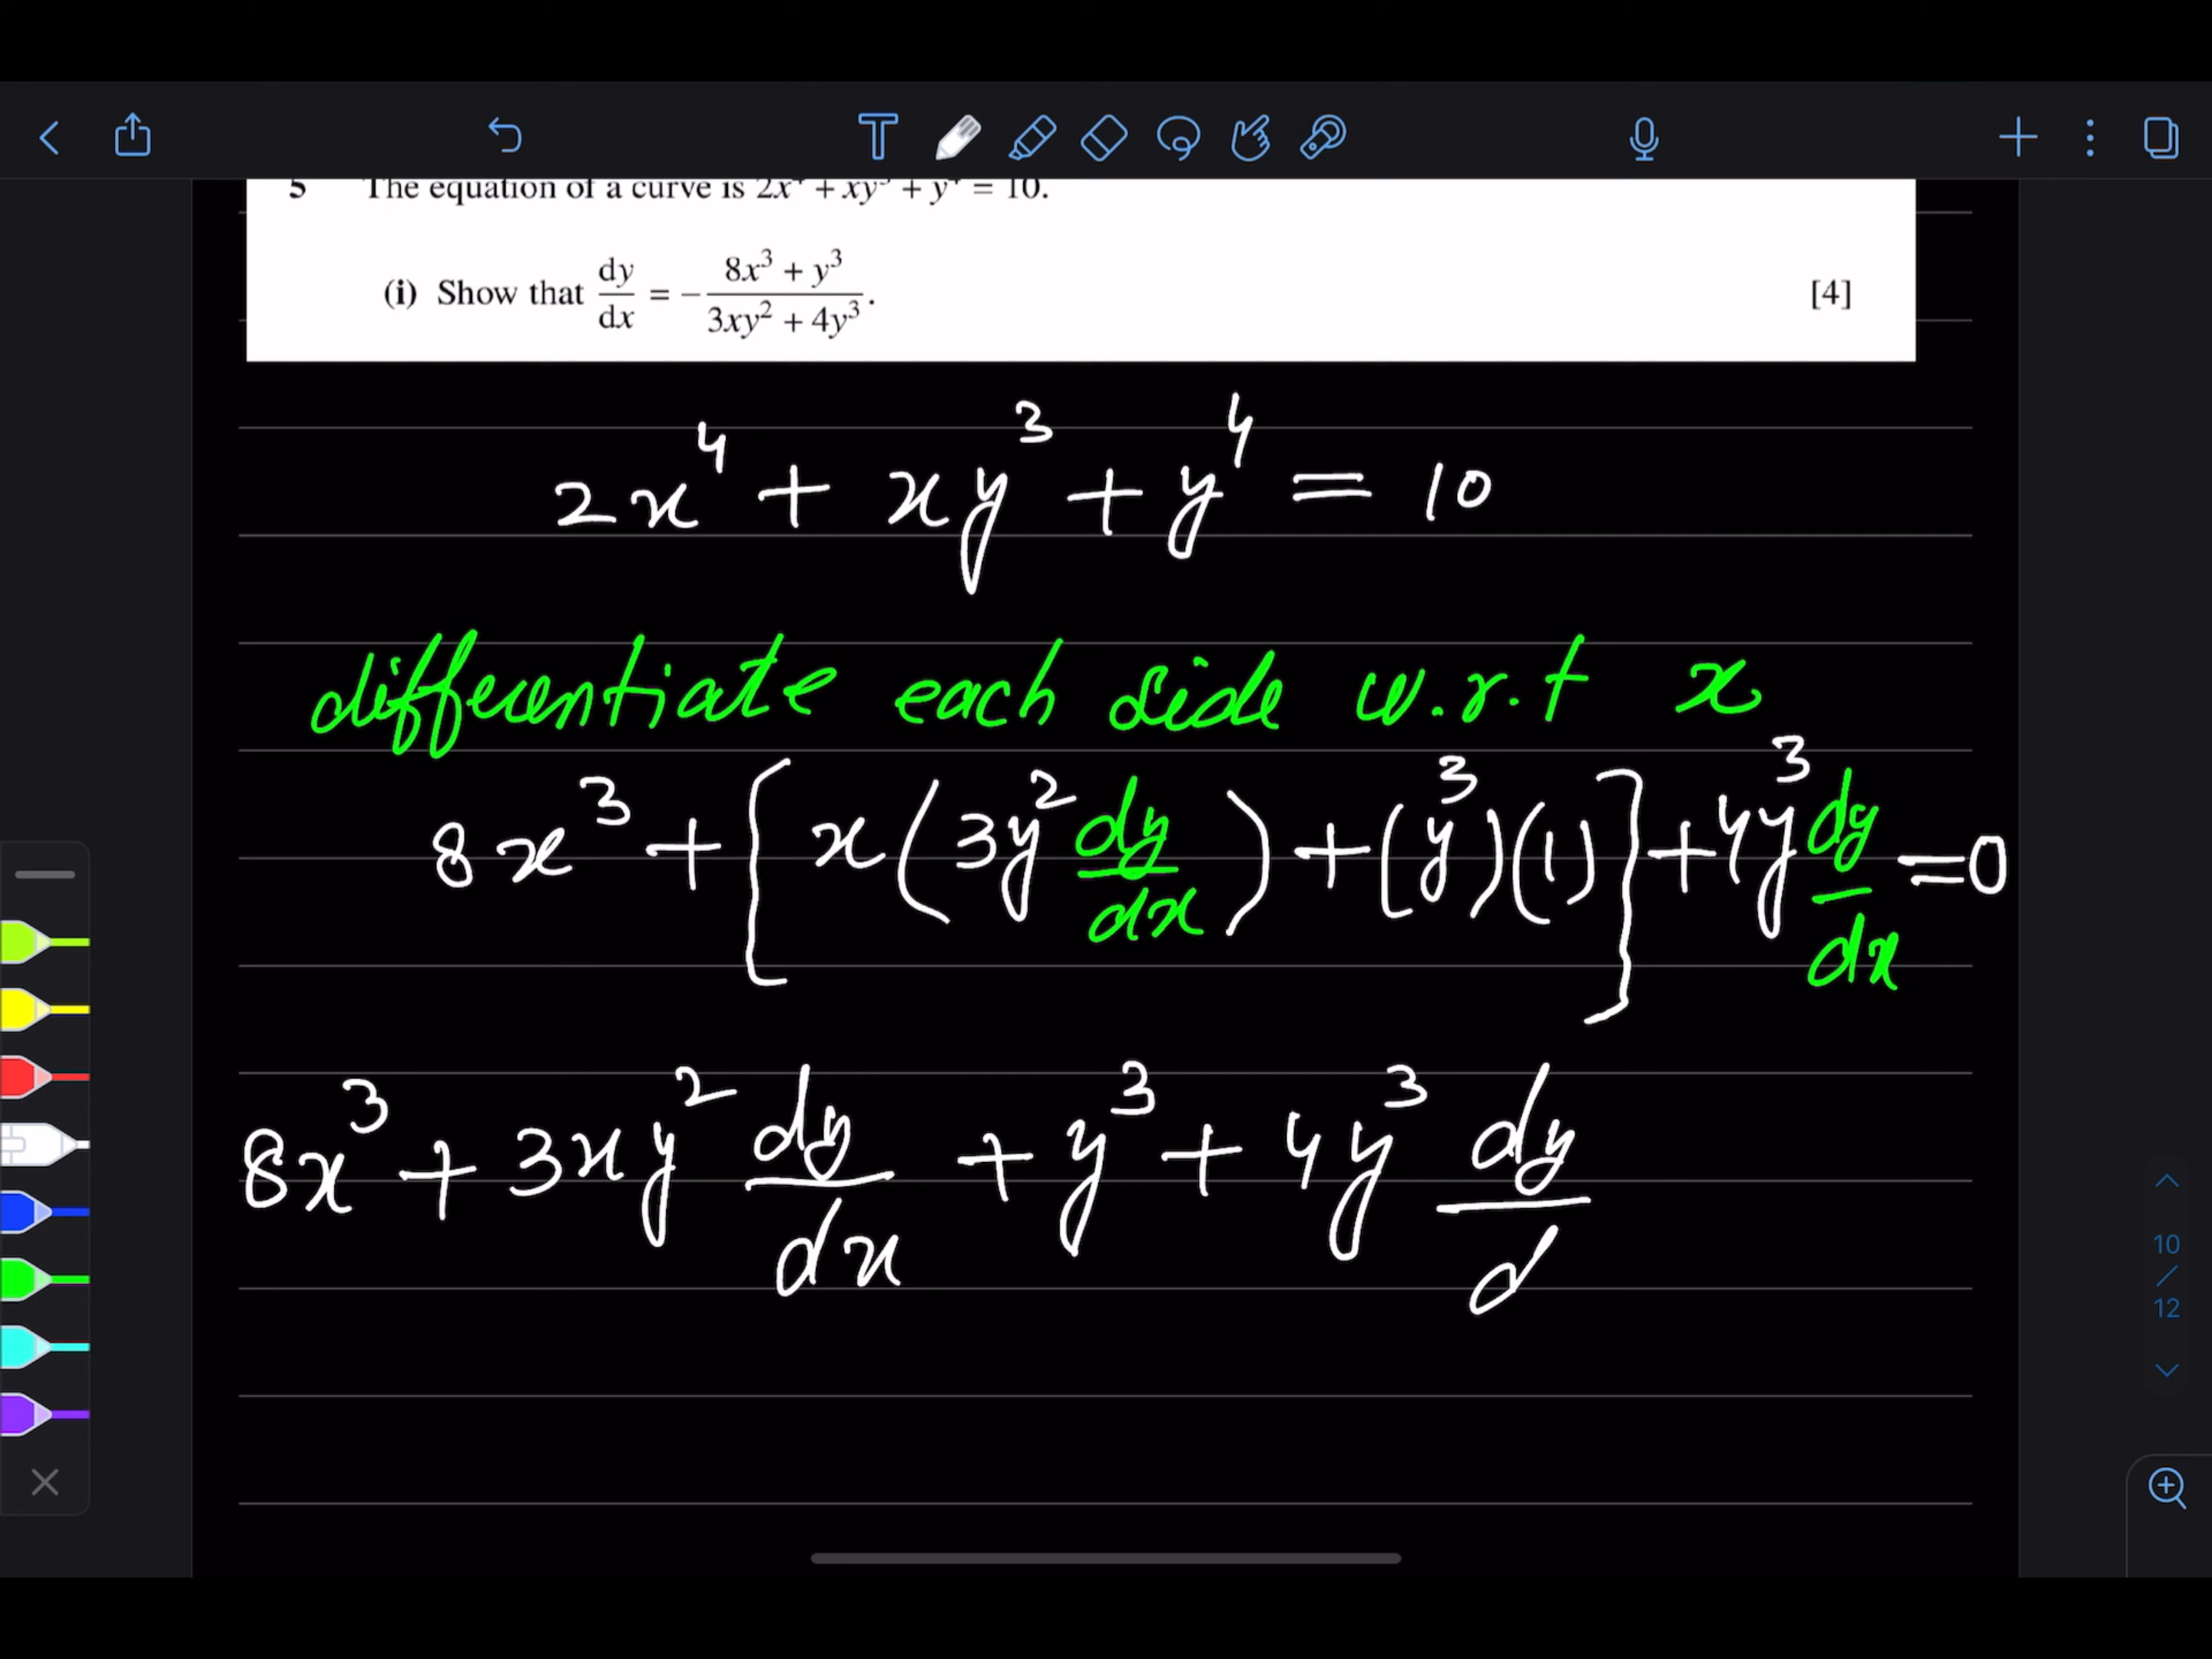 5 The equation of a curve is 2x⁴ + xy³ + y⁴ = 10.
(i) Show that dy/dx = −(8x³ + y³)/(3xy² + 4y³). [4]
2x⁴ + xy³ + y⁴ = 10
differentiate each side w.r.t x
8x³ + [x(3y² dy/dx) + (y³)(1)] + 4y³ dy/dx = 0
8x³ + 3xy² dy/dx + y³ + 4y³ dy/d
10
/
12